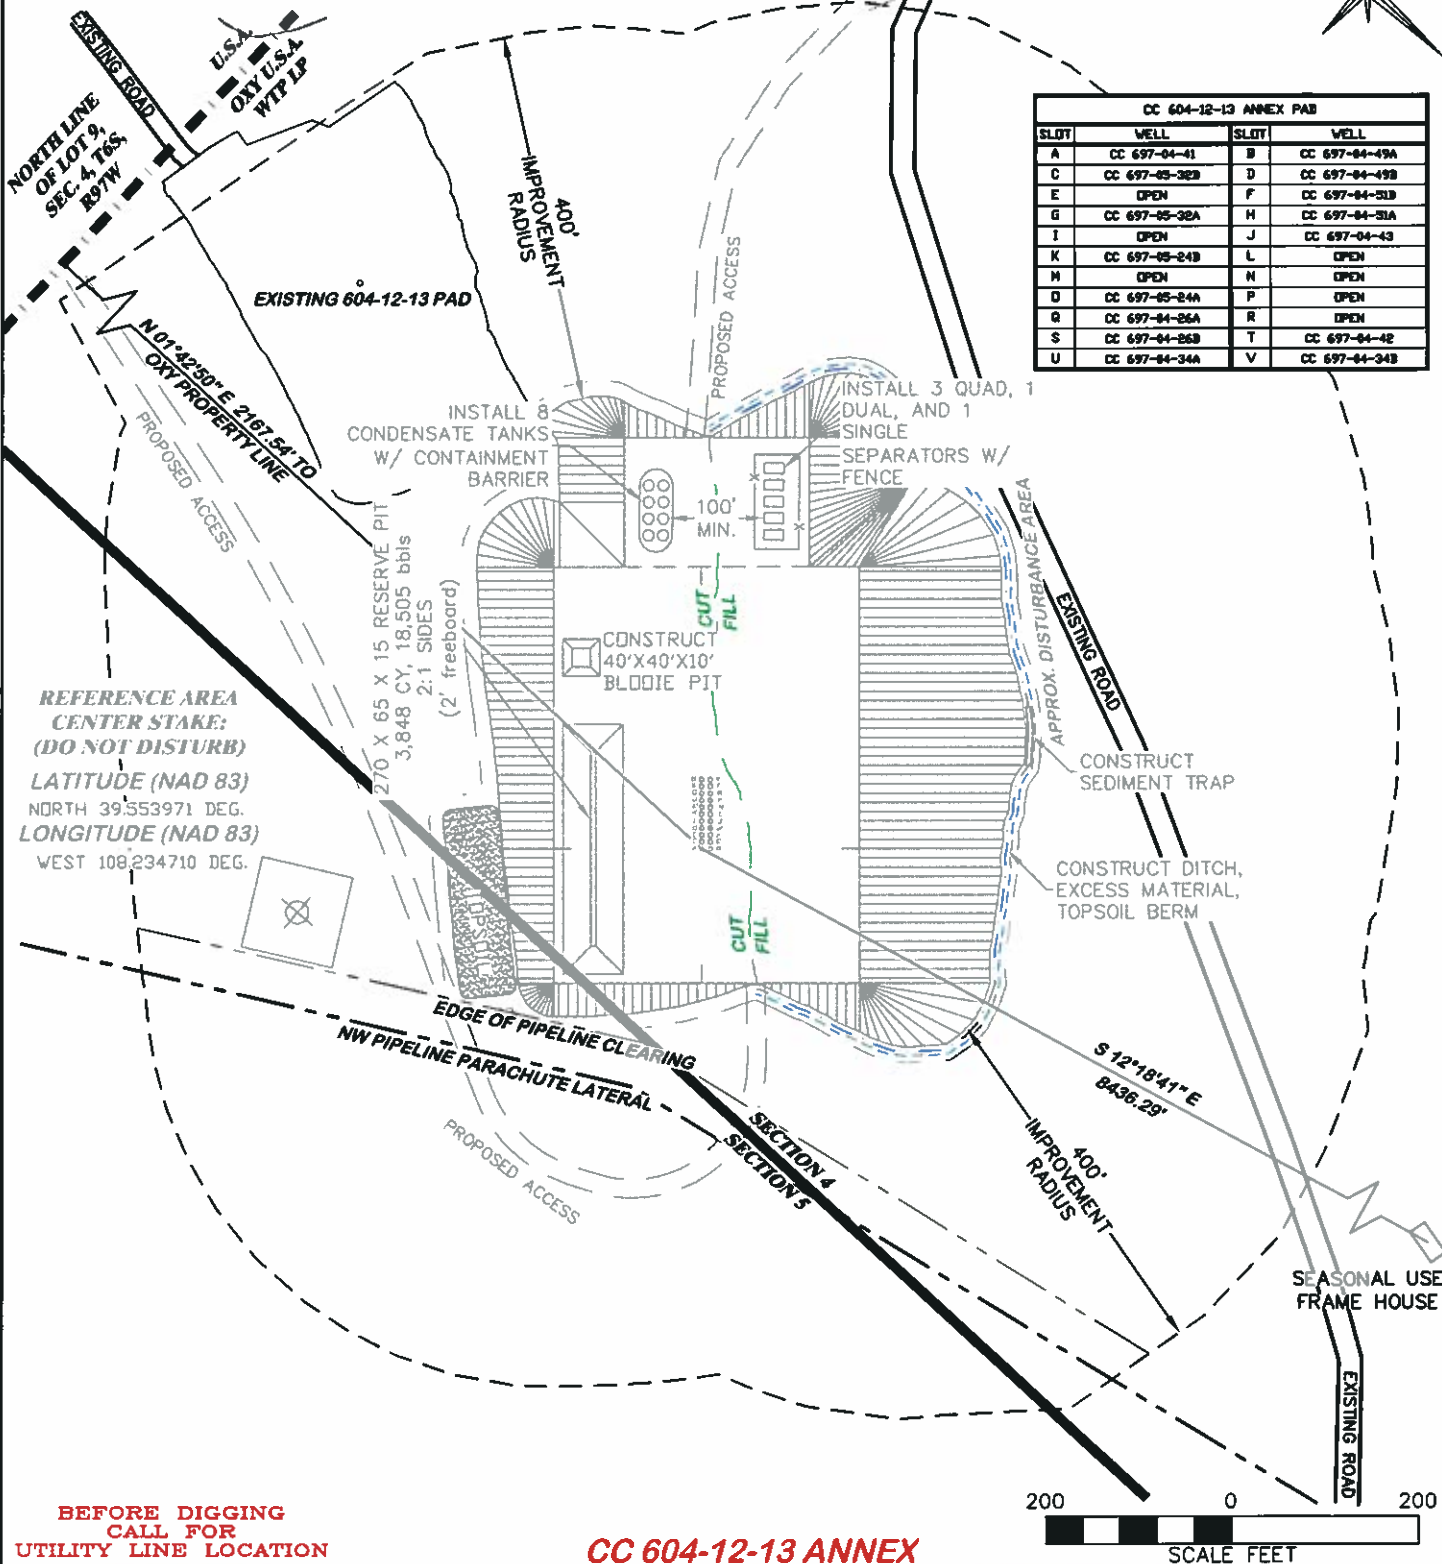 EXISTING ROAD
U.S.A.
OXY U.S.A.
WTP LP
NORTH LINE
OF LOT 9,
SEC. 4, T6S,
R97W
400'
IMPROVEMENT
RADIUS
EXISTING 604-12-13 PAD
PROPOSED ACCESS
CC 604-12-13 ANNEX PAD
SLOT WELL SLOT WELL
A CC 697-04-41 B CC 697-04-49A
C CC 697-05-32B D CC 697-04-49B
E OPEN F CC 697-04-51B
G CC 697-05-32A H CC 697-04-51A
I OPEN J CC 697-04-43
K CC 697-05-24B L OPEN
M OPEN N OPEN
O CC 697-05-24A P OPEN
Q CC 697-04-26A R OPEN
S CC 697-04-26B T CC 697-04-42
U CC 697-04-34A V CC 697-04-34B
N 01°42'50" E 2167.54' TO
OXY PROPERTY LINE
PROPOSED ACCESS
INSTALL 8
CONDENSATE TANKS
W/ CONTAINMENT
BARRIER
INSTALL 3 QUAD, 1
DUAL, AND 1
SINGLE
SEPARATORS W/
FENCE
100'
MIN.
270 X 65 X 15 RESERVE PIT
3,848 CY, 18,505 bbls
2:1 SIDES
(2' freeboard)
CUT
FILL
CONSTRUCT
40'X40'X10'
BLOOIE PIT
APPROX. DISTURBANCE AREA
EXISTING ROAD
REFERENCE AREA
CENTER STAKE:
(DO NOT DISTURB)
LATITUDE (NAD 83)
NORTH 39.553971 DEG.
LONGITUDE (NAD 83)
WEST 108.234710 DEG.
CONSTRUCT
SEDIMENT TRAP
CONSTRUCT DITCH,
EXCESS MATERIAL,
TOPSOIL BERM
TOPSOIL
CUT
FILL
EDGE OF PIPELINE CLEARING
NW PIPELINE PARACHUTE LATERAL
S 12°18'41" E
8436.29'
PROPOSED ACCESS
SECTION 4
SECTION 5
400'
IMPROVEMENT
RADIUS
SEASONAL USE
FRAME HOUSE
EXISTING ROAD
BEFORE DIGGING
CALL FOR
UTILITY LINE LOCATION
CC 604-12-13 ANNEX
200 0 200
SCALE FEET